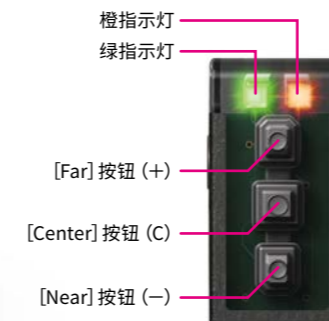 橙指示灯
绿指示灯
[Far] 按钮 (+)
[Center] 按钮 (C)
[Near] 按钮 (−)